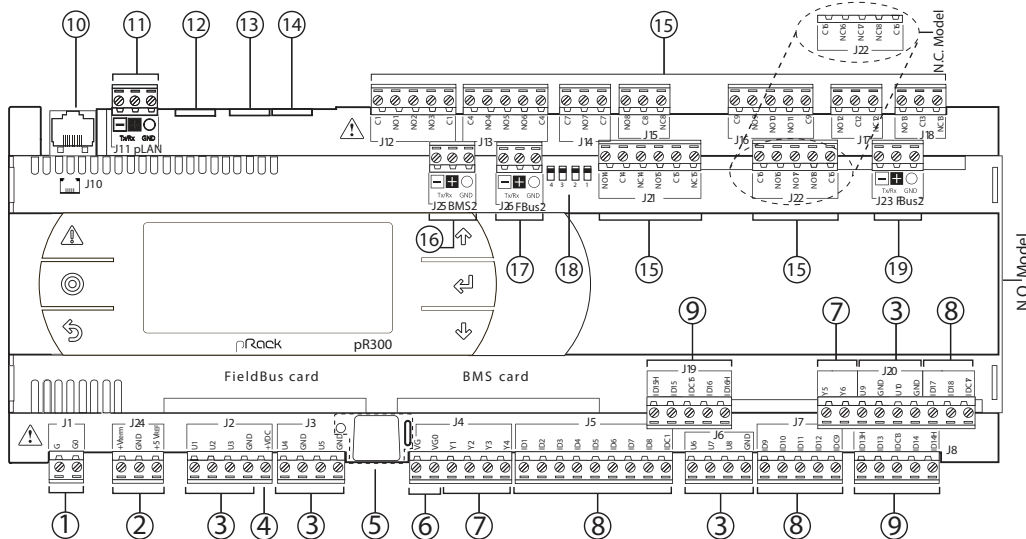 10 11 12 13 14 15
C15 NC16 NC17 NC18 C15
J22
N.C. Model
Tx/Rx GND
J11 pLAN
J10
C1 NO1 NO2 NO3 C1
J12
C4 NO4 NO5 NO6 C4
J13
C7 NO7 C7
J14
NO8 C8 NC8
J15
C9 NO9 NO10 NO11 C9
J16
NO12 C12 NC12
J17
NO13 C13 NC13
J18
Tx/Rx GND
J25 BMS2
Tx/Rx GND
J26 FBus2
4 3 2 1
NO14 C14 NC14 NO15 C15 NC15
J21
C15 NO16 NO17 NO18 C15
J22
Tx/Rx GND
J23 FBus2
16 17 18 15 15 19
N.O. Model
pRack pR300
FieldBus card BMS card
9 7 3 8
J19
ID15H ID15 IDC15 ID16 ID16H
J20
Y5 Y6 U9 GND U10 GND ID17 ID18 IDC17
J1
G G0
J24
+VTERM GND +5VREF
J2
U1 U2 U3 GND +VDC
J3
U4 GND U5 GND
J4
VG VG0 Y1 Y2 Y3 Y4
J5
ID1 ID2 ID3 ID4 ID5 ID6 ID7 ID8 IDC1
J6
U6 U7 U8 GND
J7
ID9 ID10 ID11 ID12 IDC9
J8
ID13H ID13 IDC13 ID14 ID14H
1 2 3 4 3 5 6 7 8 3 8 9